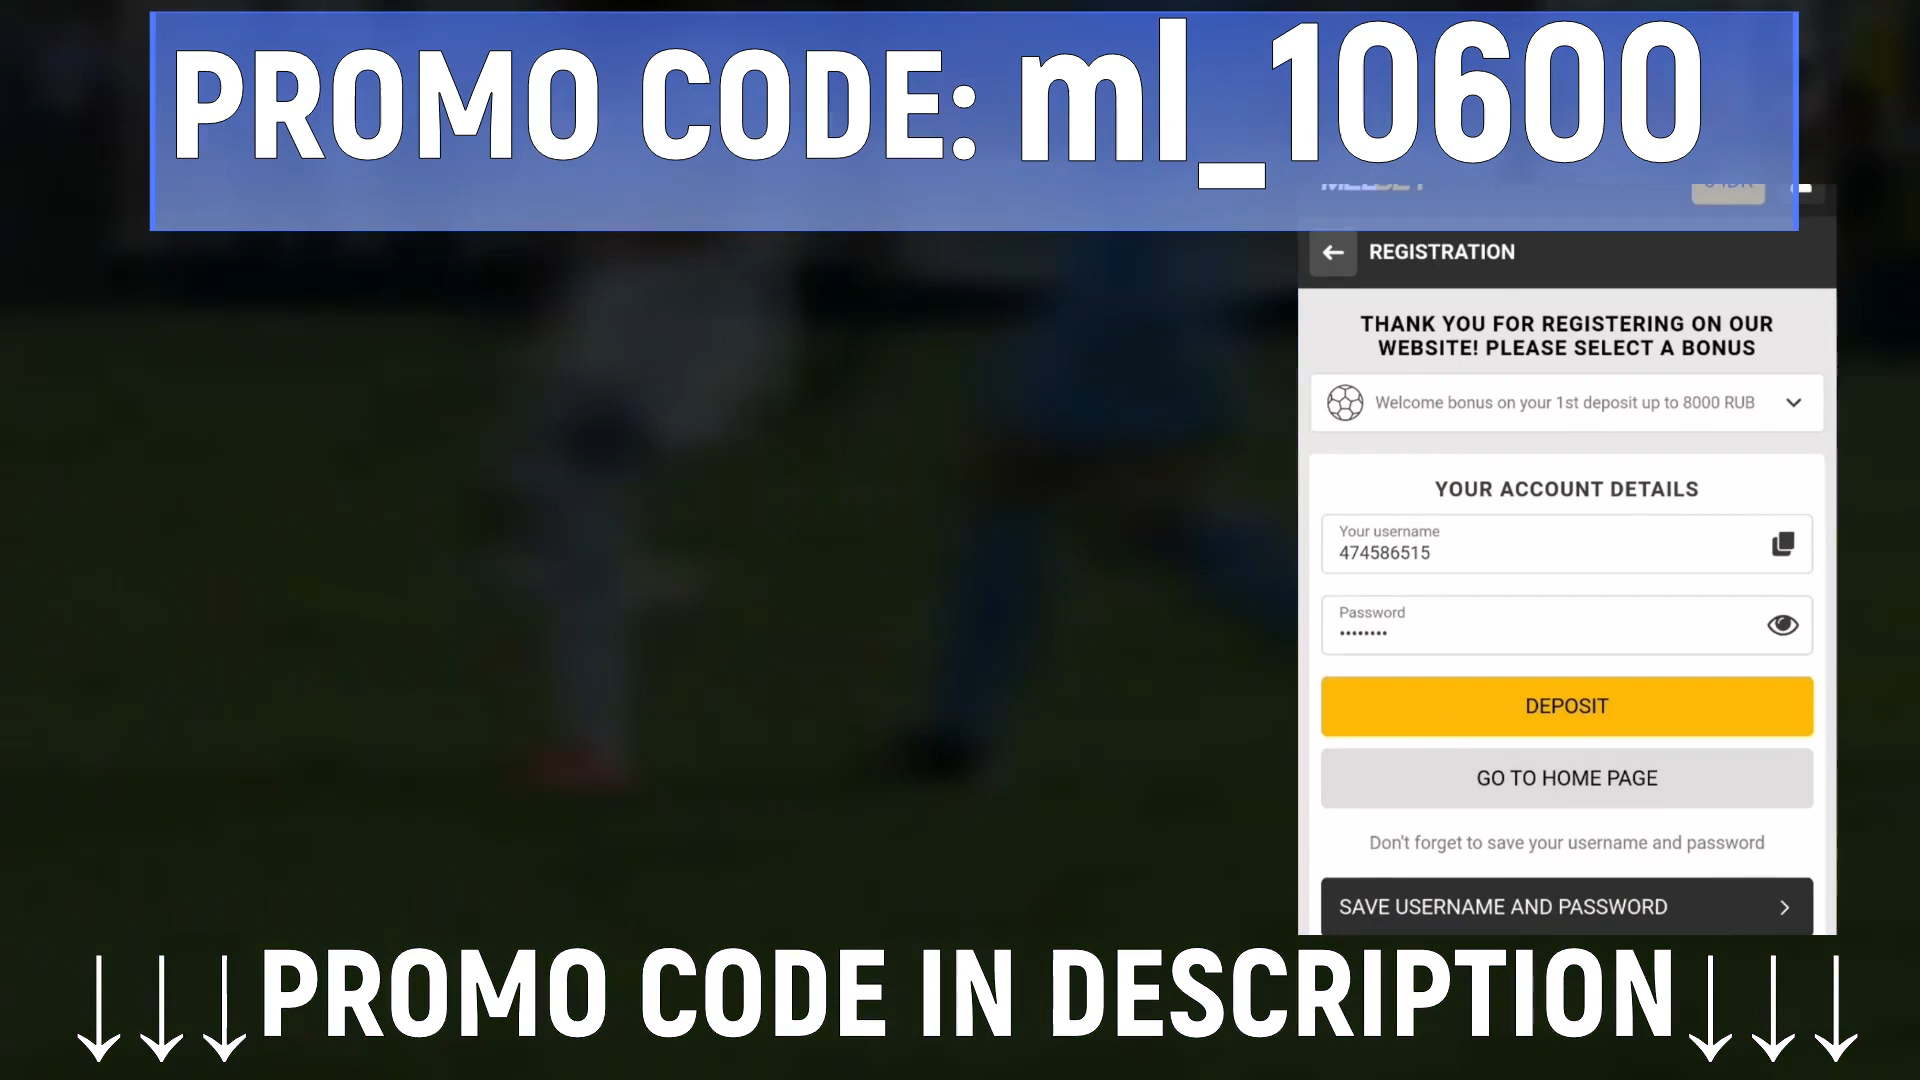 PROMO CODE: ml_10600
REGISTRATION
THANK YOU FOR REGISTERING ON OUR
WEBSITE! PLEASE SELECT A BONUS
Welcome bonus on your 1st deposit up to 8000 RUB
YOUR ACCOUNT DETAILS
Your username
474586515
Password
••••••••
DEPOSIT
GO TO HOME PAGE
Don't forget to save your username and password
SAVE USERNAME AND PASSWORD
↓↓↓PROMO CODE IN DESCRIPTION↓↓↓